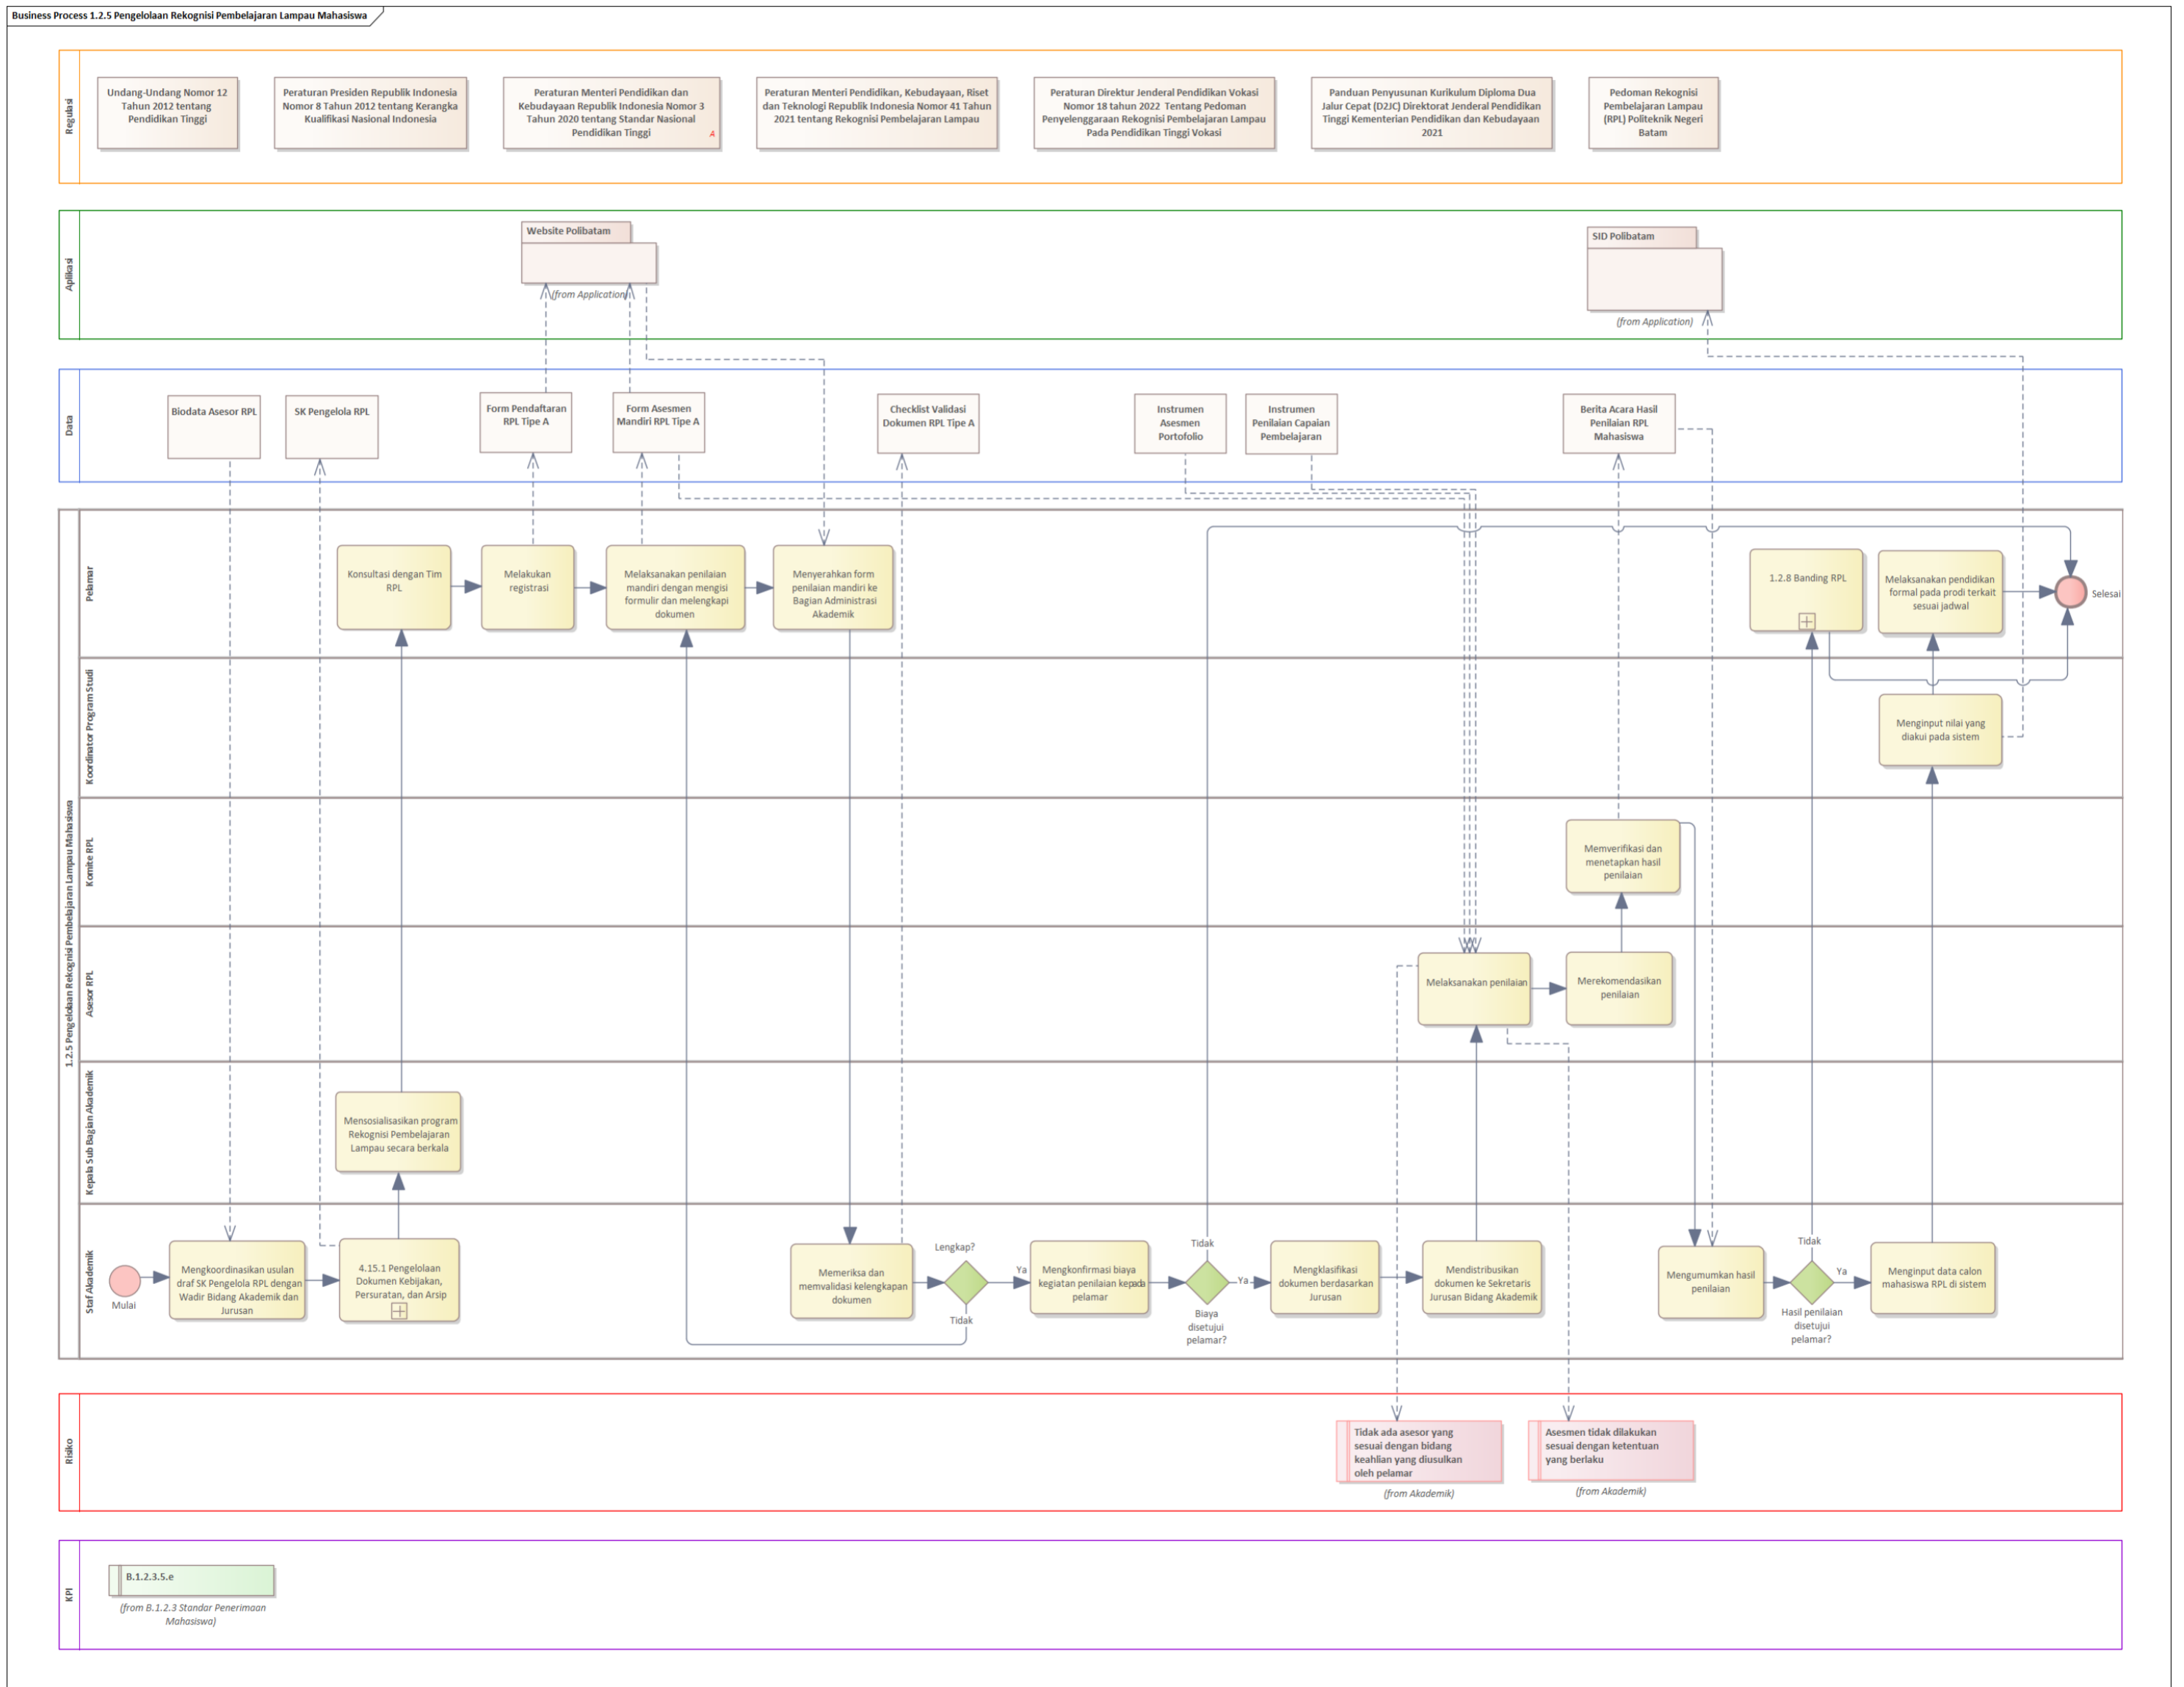 Business Process 1.2.5 Pengelolaan Rekognisi Pembelajaran Lampau Mahasiswa
Regulasi
Undang-Undang Nomor 12
Tahun 2012 tentang
Pendidikan Tinggi
Peraturan Presiden Republik Indonesia
Nomor 8 Tahun 2012 tentang Kerangka
Kualifikasi Nasional Indonesia
Peraturan Menteri Pendidikan dan
Kebudayaan Republik Indonesia Nomor 3
Tahun 2020 tentang Standar Nasional
Pendidikan Tinggi
A
Peraturan Menteri Pendidikan, Kebudayaan, Riset
dan Teknologi Republik Indonesia Nomor 41 Tahun
2021 tentang Rekognisi Pembelajaran Lampau
Peraturan Direktur Jenderal Pendidikan Vokasi
Nomor 18 tahun 2022 Tentang Pedoman
Penyelenggaraan Rekognisi Pembelajaran Lampau
Pada Pendidikan Tinggi Vokasi
Panduan Penyusunan Kurikulum Diploma Dua
Jalur Cepat (D2JC) Direktorat Jenderal Pendidikan
Tinggi Kementerian Pendidikan dan Kebudayaan
2021
Pedoman Rekognisi
Pembelajaran Lampau
(RPL) Politeknik Negeri
Batam
Aplikasi
Website Polibatam
(from Application)
SID Polibatam
(from Application)
Data
Biodata Asesor RPL
SK Pengelola RPL
Form Pendaftaran
RPL Tipe A
Form Asesmen
Mandiri RPL Tipe A
Checklist Validasi
Dokumen RPL Tipe A
Instrumen
Asesmen
Portofolio
Instrumen
Penilaian Capaian
Pembelajaran
Berita Acara Hasil
Penilaian RPL
Mahasiswa
1.2.5 Pengelolaan Rekognisi Pembelajaran Lampau Mahasiswa
Pelamar
Konsultasi dengan Tim
RPL
Melakukan
registrasi
Melaksanakan penilaian
mandiri dengan mengisi
formulir dan melengkapi
dokumen
Menyerahkan form
penilaian mandiri ke
Bagian Administrasi
Akademik
1.2.8 Banding RPL
Melaksanakan pendidikan
formal pada prodi terkait
sesuai jadwal
Selesai
Koordinator Program Studi
Menginput nilai yang
diakui pada sistem
Komite RPL
Memverifikasi dan
menetapkan hasil
penilaian
Asesor RPL
Melaksanakan penilaian
Merekomendasikan
penilaian
Kepala Sub Bagian Akademik
Mensosialisasikan program
Rekognisi Pembelajaran
Lampau secara berkala
Staf Akademik
Mulai
Mengkoordinasikan usulan
draf SK Pengelola RPL dengan
Wadir Bidang Akademik dan
Jurusan
4.15.1 Pengelolaan
Dokumen Kebijakan,
Persuratan, dan Arsip
Memeriksa dan
memvalidasi kelengkapan
dokumen
Lengkap?
Ya
Tidak
Mengkonfirmasi biaya
kegiatan penilaian kepada
pelamar
Tidak
Ya
Biaya
disetujui
pelamar?
Mengklasifikasi
dokumen berdasarkan
Jurusan
Mendistribusikan
dokumen ke Sekretaris
Jurusan Bidang Akademik
Mengumumkan hasil
penilaian
Tidak
Ya
Hasil penilaian
disetujui
pelamar?
Menginput data calon
mahasiswa RPL di sistem
Risiko
Tidak ada asesor yang
sesuai dengan bidang
keahlian yang diusulkan
oleh pelamar
(from Akademik)
Asesmen tidak dilakukan
sesuai dengan ketentuan
yang berlaku
(from Akademik)
KPI
B.1.2.3.5.e
(from B.1.2.3 Standar Penerimaan
Mahasiswa)